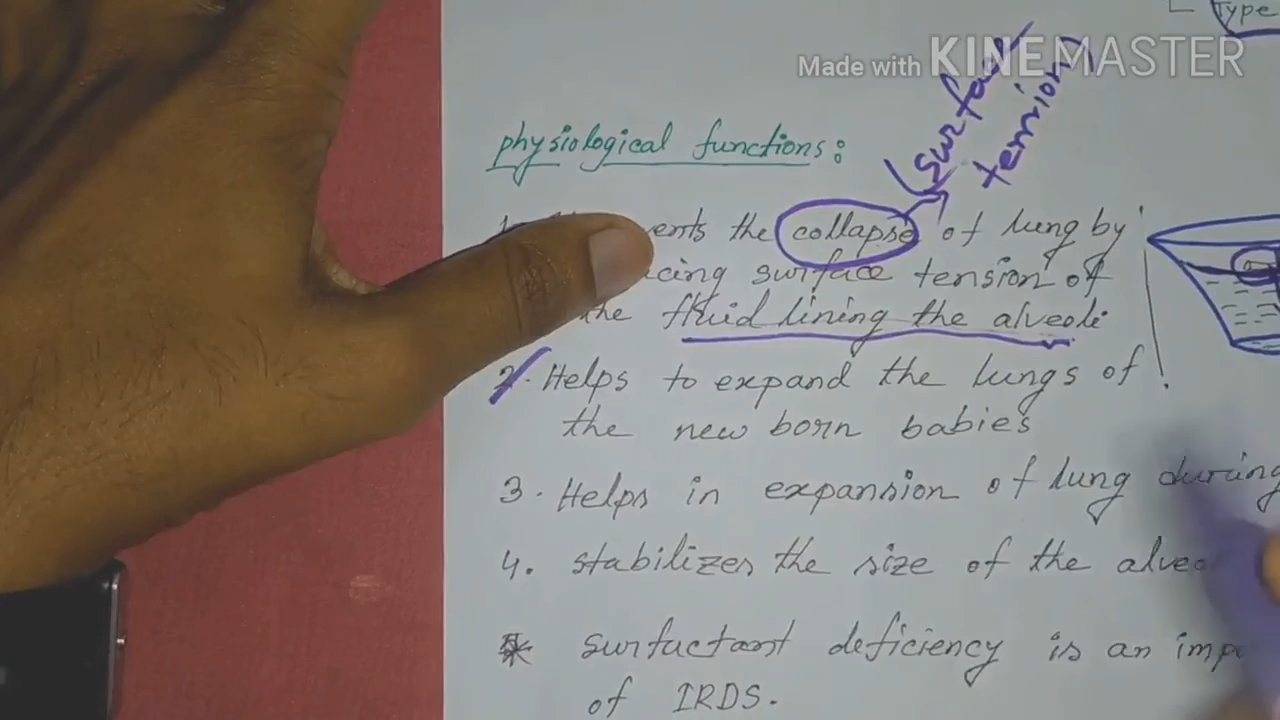 Type
Made with KINEMASTER
(surface
tension)
physiological functions:
the collapse of lung by
surface tension of
the fluid lining the alveoli
2. Helps to expand the lungs of
the new born babies
3. Helps in expansion of lung during
4. stabilizes the size of the
* surfactant deficiency is an
of IRDS.